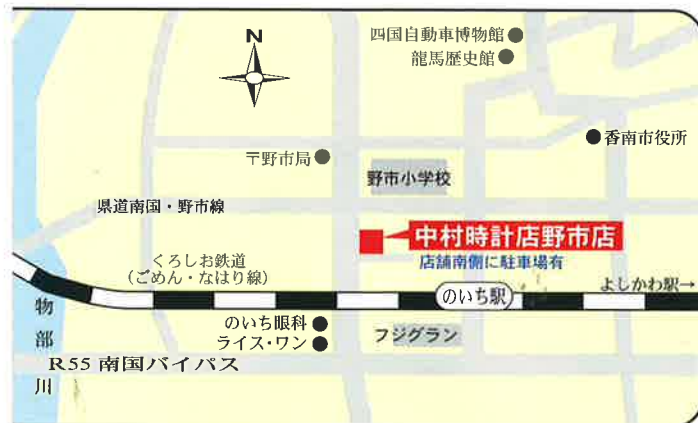 四国自動車博物館
龍馬歴史館
N
香南市役所
〒野市局
野市小学校
県道南国・野市線
中村時計店野市店
店舗南側に駐車場有
くろしお鉄道
(ごめん・なはり線)
よしかわ駅→
のいち駅
物部川
のいち眼科
ライス・ワン
フジグラン
R55 南国バイパス